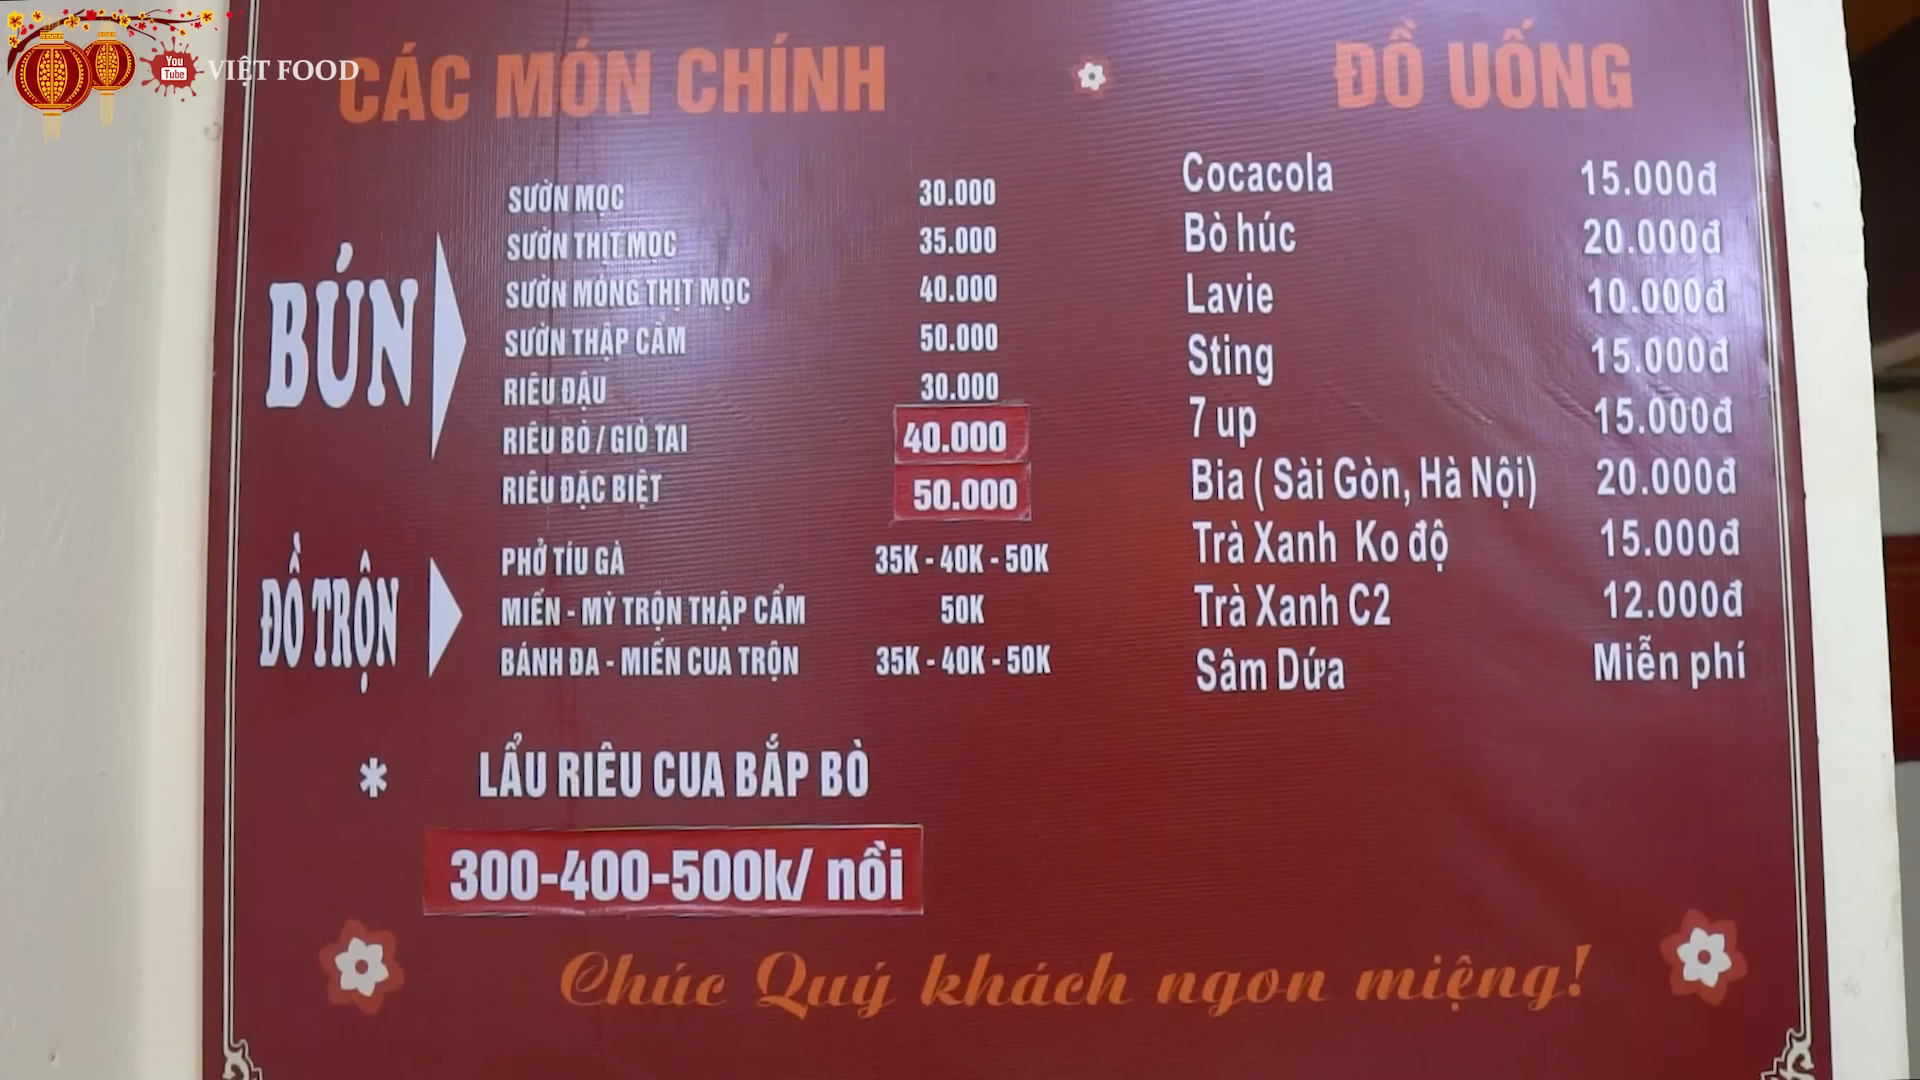 You
Tube
VIỆT FOOD
CÁC MÓN CHÍNH
BÚN
SƯỜN MỌC 30.000
SƯỜN THỊT MỌC 35.000
SƯỜN MÓNG THỊT MỌC 40.000
SƯỜN THẬP CẨM 50.000
RIÊU ĐẬU 30.000
RIÊU BÒ / GIÒ TAI 40.000
RIÊU ĐẶC BIỆT 50.000
ĐỒ TRỘN
PHỞ TÍU GÀ 35K - 40K - 50K
MIẾN - MỲ TRỘN THẬP CẨM 50K
BÁNH ĐA - MIẾN CUA TRỘN 35K - 40K - 50K
* LẨU RIÊU CUA BẮP BÒ
300-400-500k/ nồi
ĐỒ UỐNG
Cocacola 15.000đ
Bò húc 20.000đ
Lavie 10.000đ
Sting 15.000đ
7 up 15.000đ
Bia ( Sài Gòn, Hà Nội) 20.000đ
Trà Xanh Ko độ 15.000đ
Trà Xanh C2 12.000đ
Sâm Dứa Miễn phí
Chúc Quý khách ngon miệng!